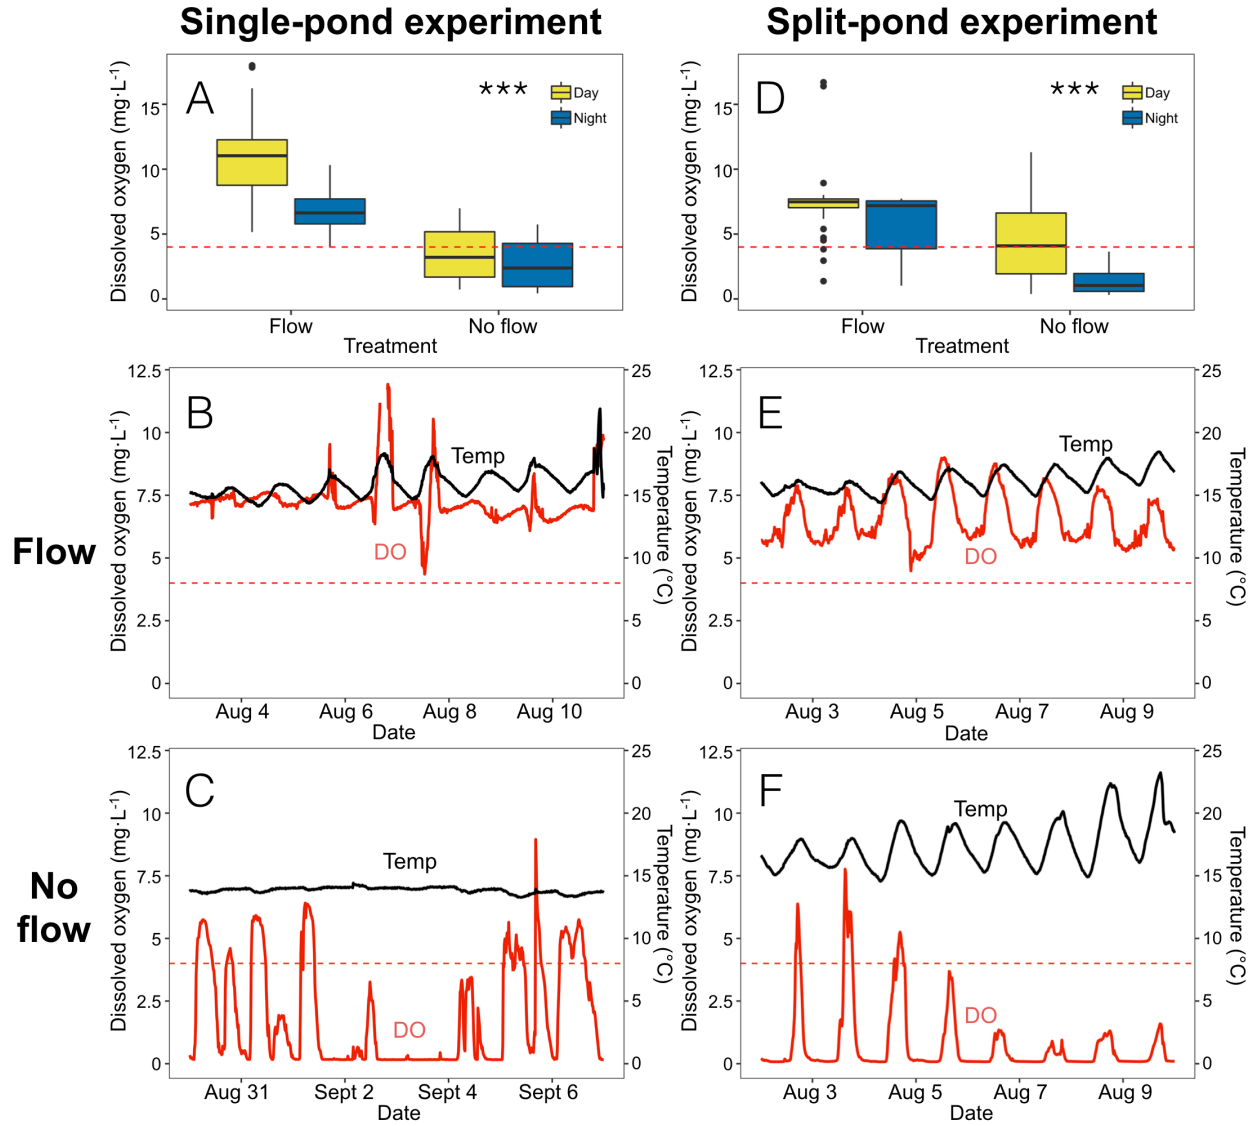 Single-pond experiment
Split-pond experiment
A
***
Day
Night
15
10
5
0
Dissolved oxygen (mg·L-1)
Flow
No flow
Treatment
D
***
Day
Night
15
10
5
0
Dissolved oxygen (mg·L-1)
Flow
No flow
Treatment
Flow
B
Temp
DO
12.5
10
7.5
5
2.5
0
Dissolved oxygen (mg·L-1)
25
20
15
10
5
0
Temperature (°C)
Aug 4
Aug 6
Aug 8
Aug 10
Date
E
Temp
DO
12.5
10
7.5
5
2.5
0
Dissolved oxygen (mg·L-1)
25
20
15
10
5
0
Temperature (°C)
Aug 3
Aug 5
Aug 7
Aug 9
Date
No
flow
C
Temp
DO
12.5
10
7.5
5
2.5
0
Dissolved oxygen (mg·L-1)
25
20
15
10
5
0
Temperature (°C)
Aug 31
Sept 2
Sept 4
Sept 6
Date
F
Temp
DO
12.5
10
7.5
5
2.5
0
Dissolved oxygen (mg·L-1)
25
20
15
10
5
0
Temperature (°C)
Aug 3
Aug 5
Aug 7
Aug 9
Date